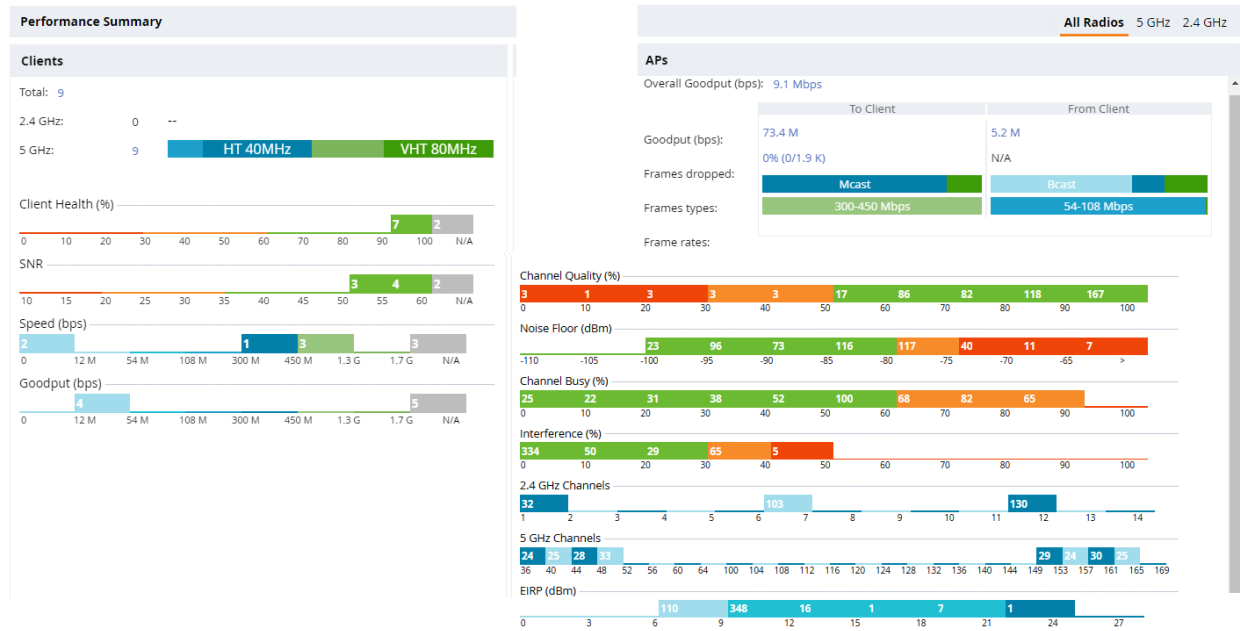 Performance Summary
All Radios 5 GHz 2.4 GHz
Clients
Total: 9
2.4 GHz: 0 --
5 GHz: 9 HT 40MHz VHT 80MHz
Client Health (%)
7 2
0 10 20 30 40 50 60 70 80 90 100 N/A
SNR
3 4 2
10 15 20 25 30 35 40 45 50 55 60 N/A
Speed (bps)
2 1 3 3
0 12 M 54 M 108 M 300 M 450 M 1.3 G 1.7 G N/A
Goodput (bps)
4 5
0 12 M 54 M 108 M 300 M 450 M 1.3 G 1.7 G N/A
APs
Overall Goodput (bps): 9.1 Mbps
To Client From Client
Goodput (bps): 73.4 M 5.2 M
0% (0/1.9 K) N/A
Frames dropped:
Mcast Bcast
Frames types: 300-450 Mbps 54-108 Mbps
Frame rates:
Channel Quality (%)
3 1 3 3 3 17 86 82 118 167
0 10 20 30 40 50 60 70 80 90 100
Noise Floor (dBm)
23 96 73 116 117 40 11 7
-110 -105 -100 -95 -90 -85 -80 -75 -70 -65 >
Channel Busy (%)
25 22 31 38 52 100 68 82 65
0 10 20 30 40 50 60 70 80 90 100
Interference (%)
334 50 29 65 5
0 10 20 30 40 50 60 70 80 90 100
2.4 GHz Channels
32 103 130
1 2 3 4 5 6 7 8 9 10 11 12 13 14
5 GHz Channels
24 25 28 33 29 24 30 25
36 40 44 48 52 56 60 64 100 104 108 112 116 120 124 128 132 136 140 144 149 153 157 161 165 169
EIRP (dBm)
110 348 16 1 7 1
0 3 6 9 12 15 18 21 24 27